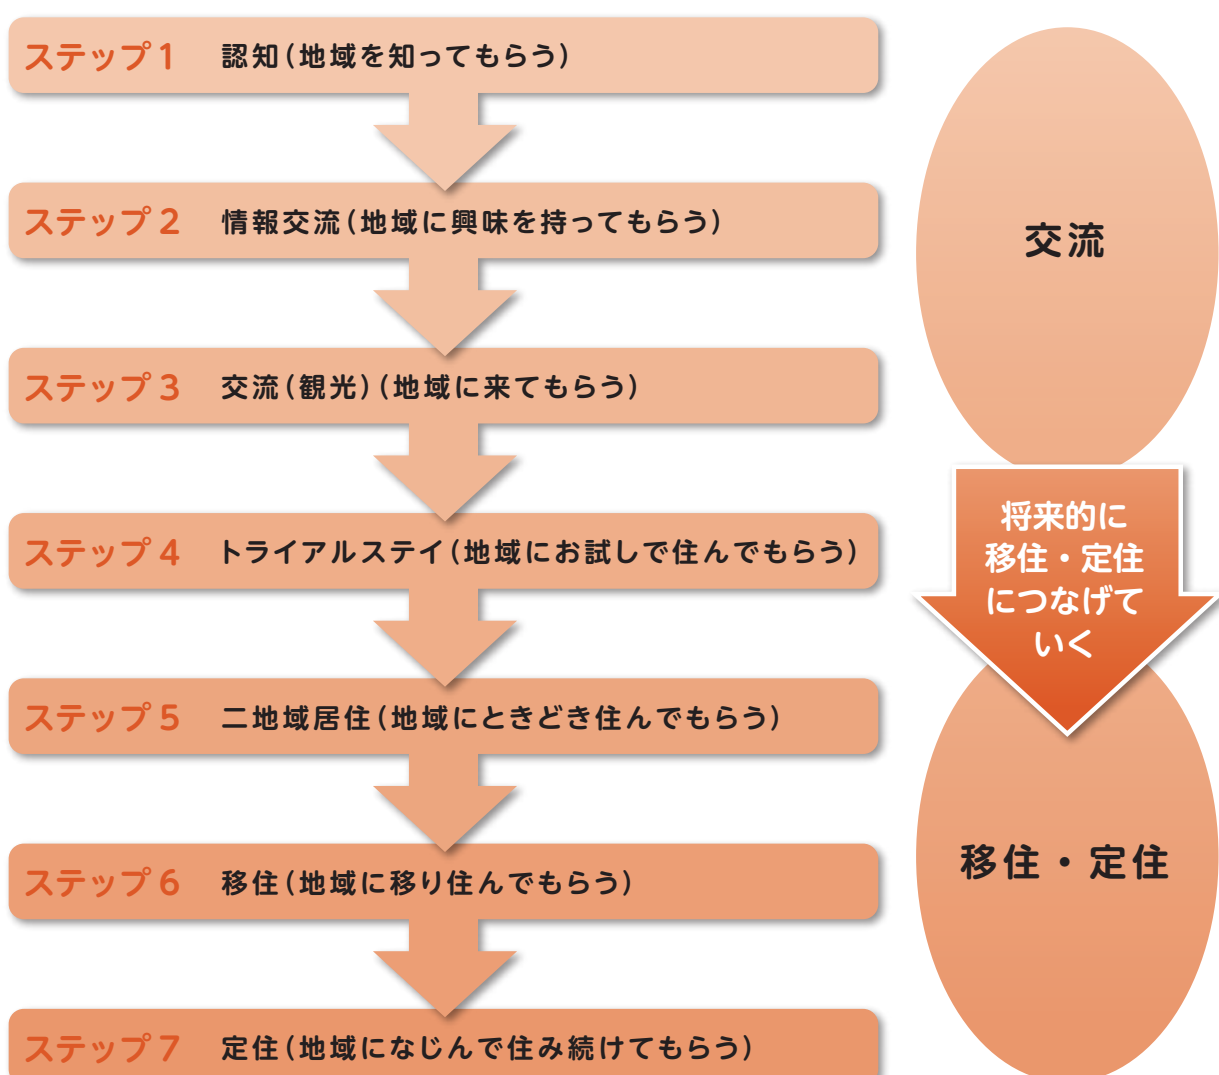 ステップ1 認知(地域を知ってもらう)
ステップ2 情報交流(地域に興味を持ってもらう)
ステップ3 交流(観光)(地域に来てもらう)
ステップ4 トライアルステイ(地域にお試しで住んでもらう)
ステップ5 二地域居住(地域にときどき住んでもらう)
ステップ6 移住(地域に移り住んでもらう)
ステップ7 定住(地域になじんで住み続けてもらう)
交流
将来的に
移住・定住
につなげて
いく
移住・定住